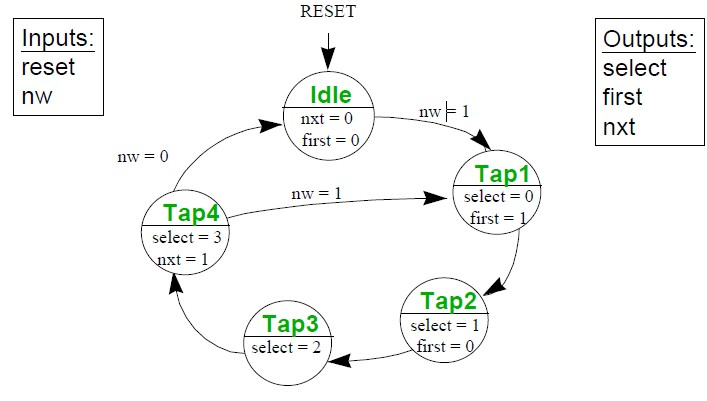 RESET
Inputs:
reset
nw
Outputs:
select
first
nxt
Idle
nxt = 0
first = 0
nw = 1
nw = 0
nw = 1
Tap1
select = 0
first = 1
Tap4
select = 3
nxt = 1
Tap2
select = 1
first = 0
Tap3
select = 2